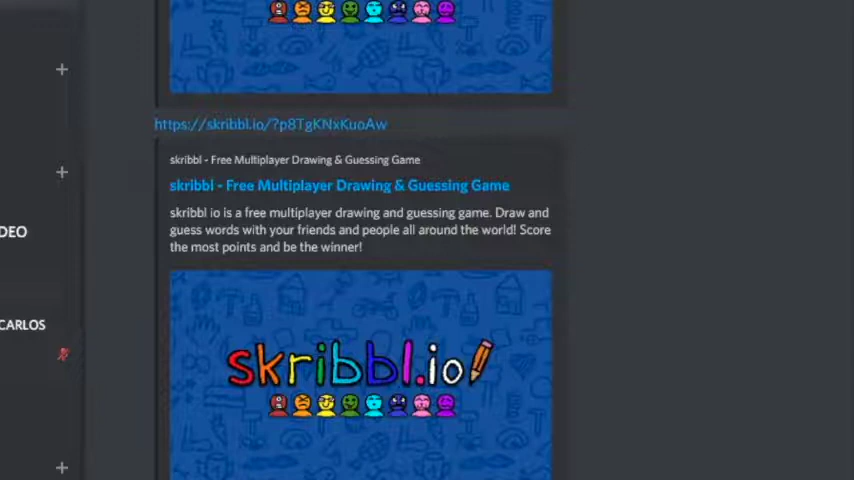 https://skribbl.io/?p8TgKNxKuoAw
skribbl - Free Multiplayer Drawing & Guessing Game
skribbl - Free Multiplayer Drawing & Guessing Game
skribbl io is a free multiplayer drawing and guessing game. Draw and
guess words with your friends and people all around the world! Score
the most points and be the winner!
DEO
CARLOS
skribbl.io